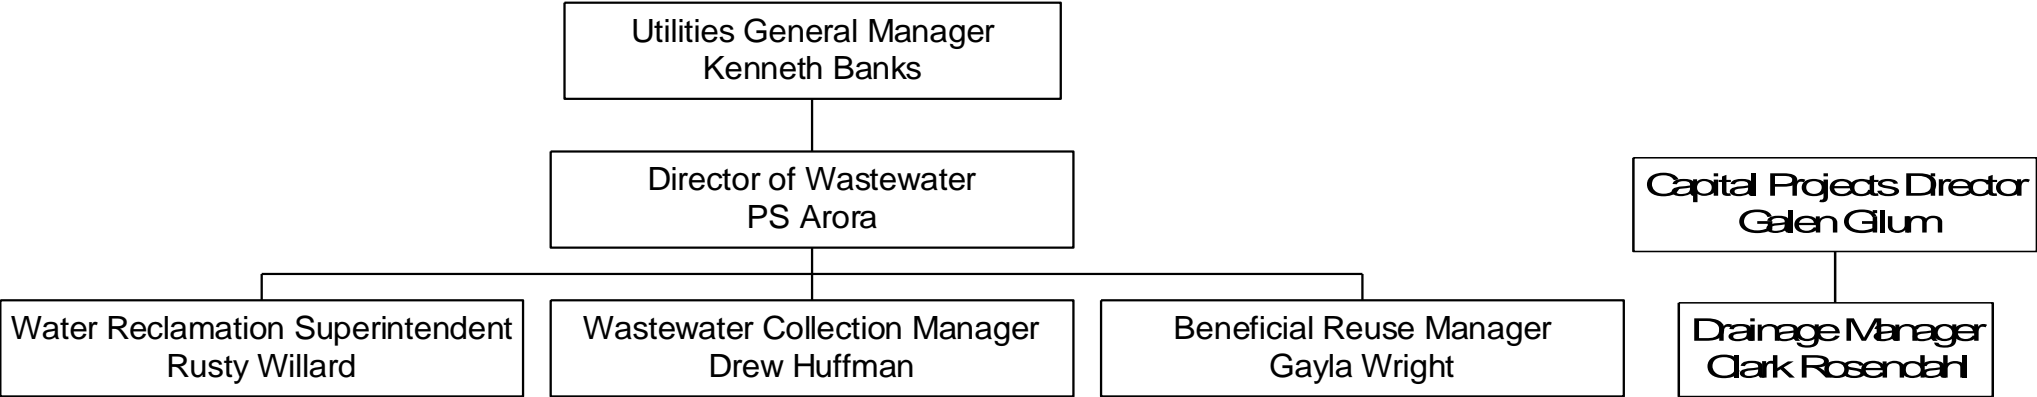 Utilities General Manager
Kenneth Banks
Director of Wastewater
PS Arora
Capital Projects Director
Galen Gilum
Water Reclamation Superintendent
Rusty Willard
Wastewater Collection Manager
Drew Huffman
Beneficial Reuse Manager
Gayla Wright
Drainage Manager
Clark Rosendahl